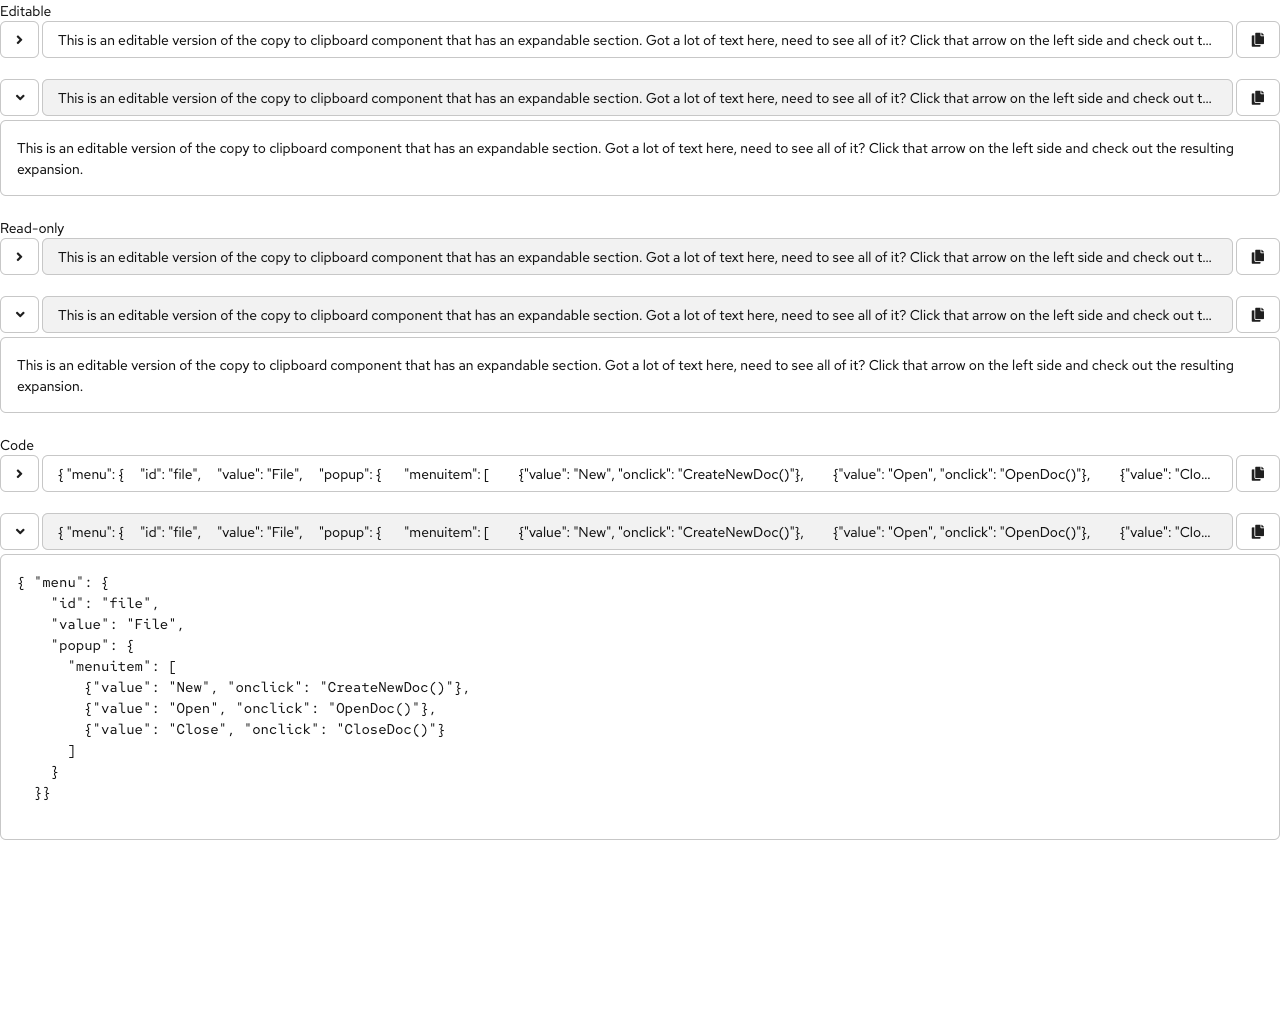 Editable
This is an editable version of the copy to clipboard component that has an expandable section. Got a lot of text here, need to see all of it? Click that arrow on the left side and check out t...
This is an editable version of the copy to clipboard component that has an expandable section. Got a lot of text here, need to see all of it? Click that arrow on the left side and check out t...
This is an editable version of the copy to clipboard component that has an expandable section. Got a lot of text here, need to see all of it? Click that arrow on the left side and check out the resulting
expansion.
Read-only
This is an editable version of the copy to clipboard component that has an expandable section. Got a lot of text here, need to see all of it? Click that arrow on the left side and check out t...
This is an editable version of the copy to clipboard component that has an expandable section. Got a lot of text here, need to see all of it? Click that arrow on the left side and check out t...
This is an editable version of the copy to clipboard component that has an expandable section. Got a lot of text here, need to see all of it? Click that arrow on the left side and check out the resulting
expansion.
Code
{ "menu": {     "id": "file",     "value": "File",     "popup": {       "menuitem": [         {"value": "New", "onclick": "CreateNewDoc()"},         {"value": "Open", "onclick": "OpenDoc()"},         {"value": "Clo...
{ "menu": {     "id": "file",     "value": "File",     "popup": {       "menuitem": [         {"value": "New", "onclick": "CreateNewDoc()"},         {"value": "Open", "onclick": "OpenDoc()"},         {"value": "Clo...
{ "menu": {
    "id": "file",
    "value": "File",
    "popup": {
      "menuitem": [
        {"value": "New", "onclick": "CreateNewDoc()"},
        {"value": "Open", "onclick": "OpenDoc()"},
        {"value": "Close", "onclick": "CloseDoc()"}
      ]
    }
  }}